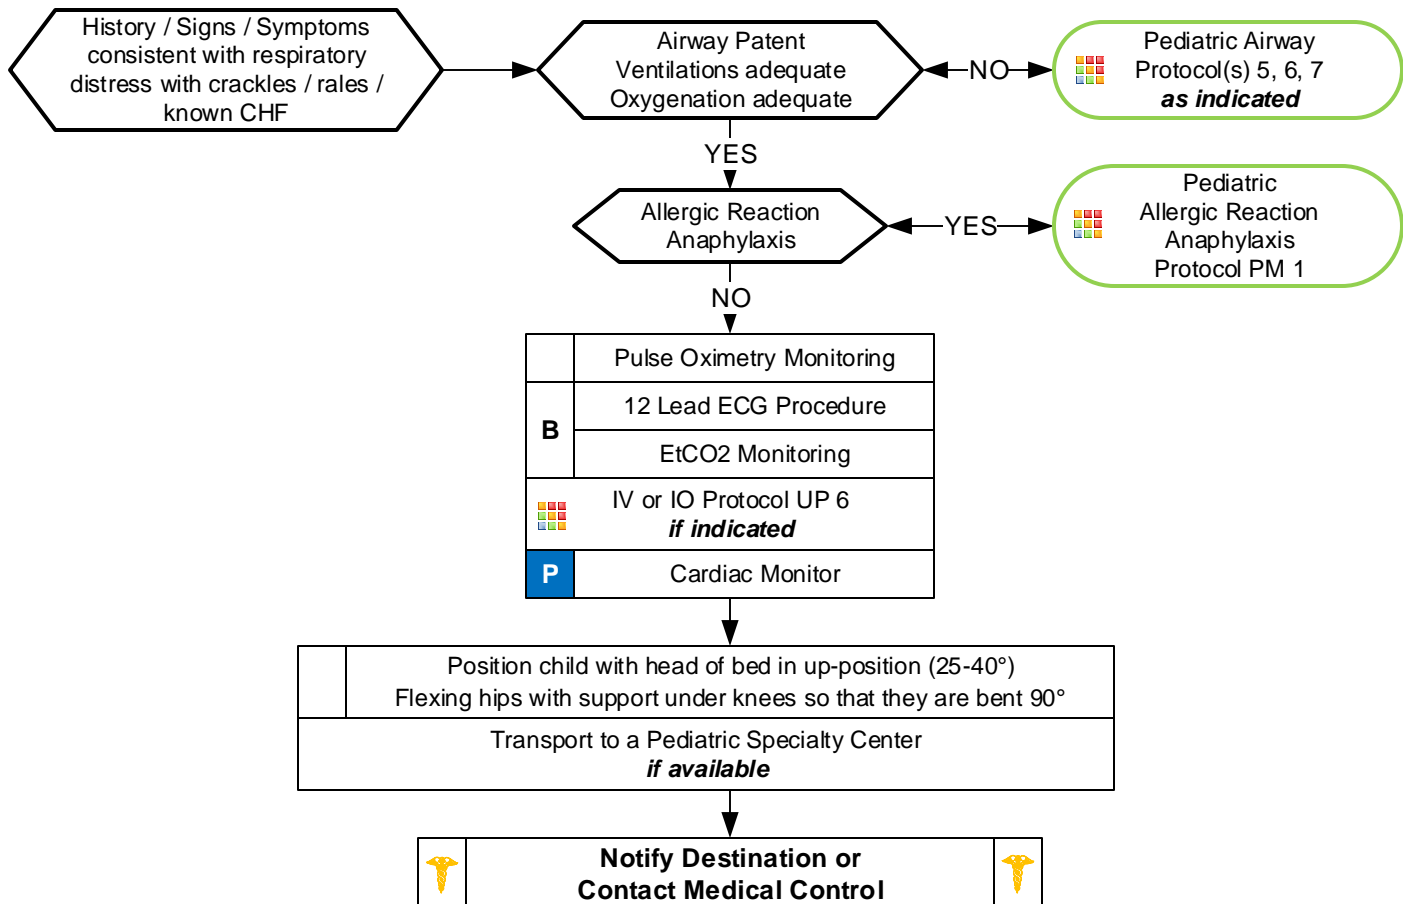 History / Signs / Symptoms
consistent with respiratory
distress with crackles / rales /
known CHF
Airway Patent
Ventilations adequate
Oxygenation adequate
NO
Pediatric Airway
Protocol(s) 5, 6, 7
as indicated
YES
Allergic Reaction
Anaphylaxis
YES
Pediatric
Allergic Reaction
Anaphylaxis
Protocol PM 1
NO
Pulse Oximetry Monitoring
B
12 Lead ECG Procedure
EtCO2 Monitoring
IV or IO Protocol UP 6
if indicated
P
Cardiac Monitor
Position child with head of bed in up-position (25-40°)
Flexing hips with support under knees so that they are bent 90°
Transport to a Pediatric Specialty Center
if available
Notify Destination or
Contact Medical Control